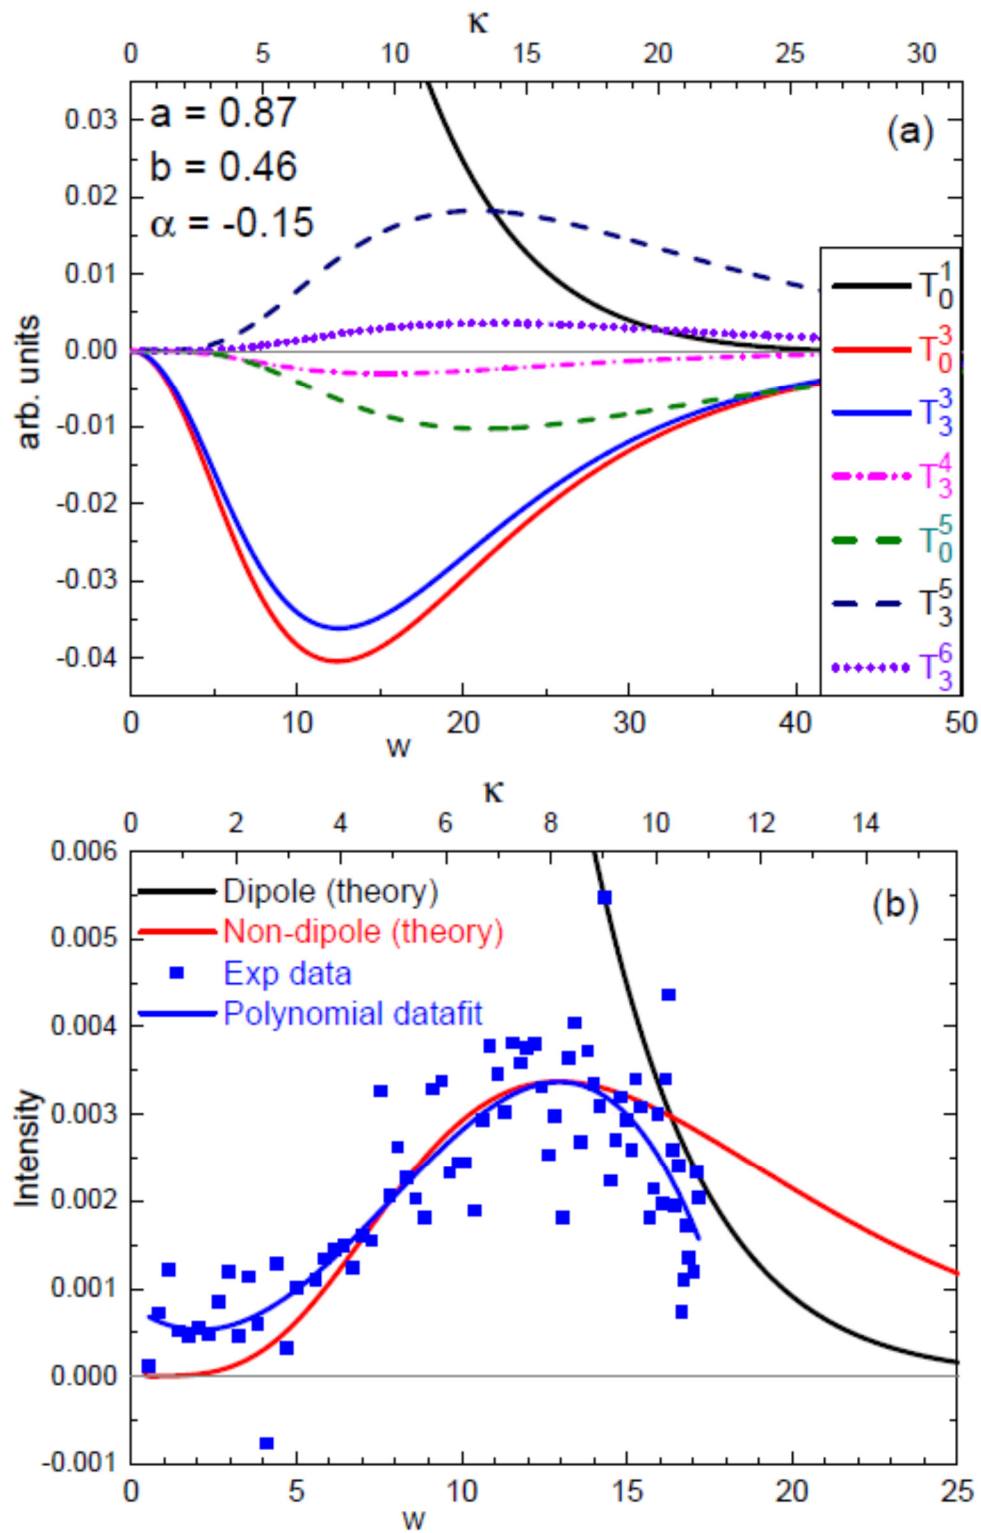 κ
0 5 10 15 20 26 30
a = 0.87
b = 0.46
α = -0.15
(a)
0.03
0.02
0.01
0.00
-0.01
-0.02
-0.03
-0.04
arb. units
T₀¹
T₀³
T₃³
T₃⁴
T₀⁵
T₃⁵
T₃⁶
0 10 20 30 40 50
w
κ
0 2 4 6 8 10 12 14
Dipole (theory)
Non-dipole (theory)
Exp data
Polynomial datafit
(b)
0.006
0.005
0.004
0.003
0.002
0.001
0.000
-0.001
Intensity
0 5 10 15 20 25
w